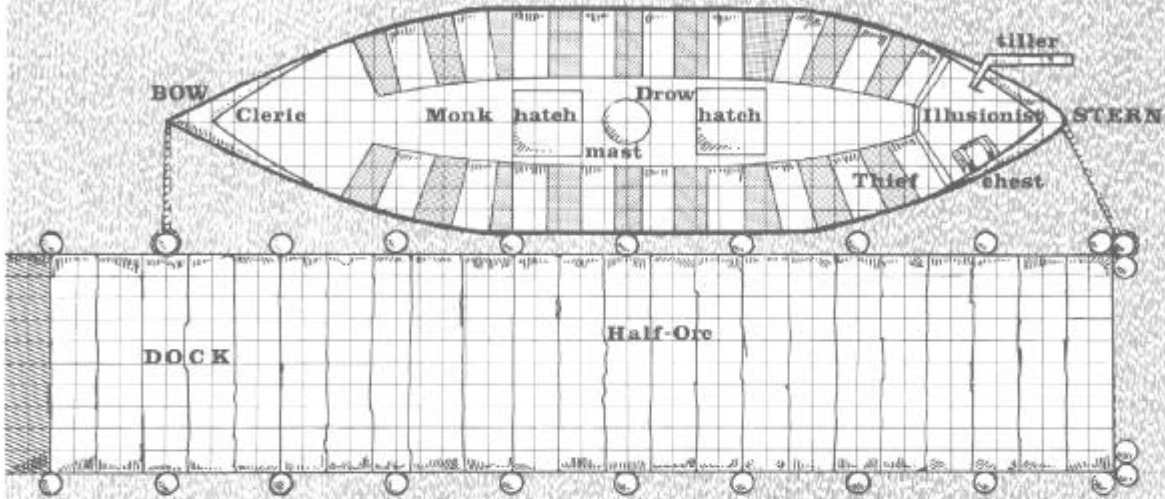 tiller
BOW
Drow
Cleric
Monk
hatch
hatch
Illusionist
STERN
mast
Thief
chest
Half-Orc
DOCK